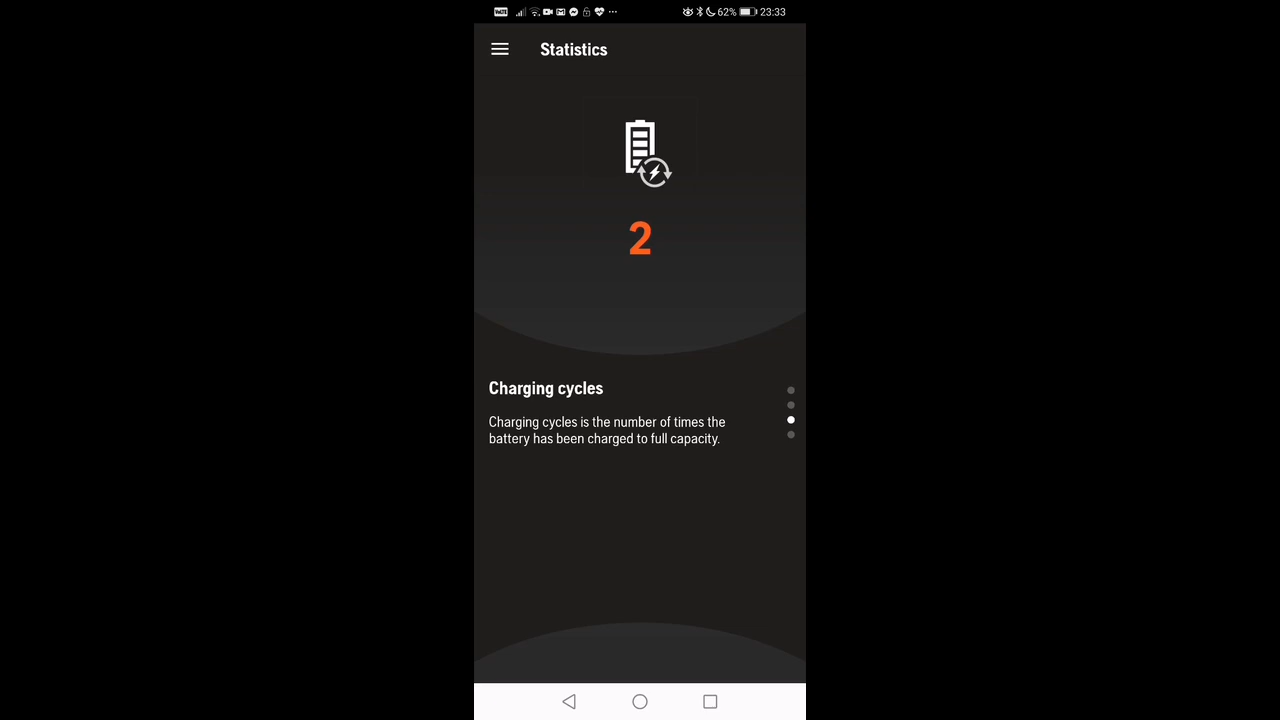 VoLTE 62% 23:33
Statistics
2
Charging cycles
Charging cycles is the number of times the
battery has been charged to full capacity.